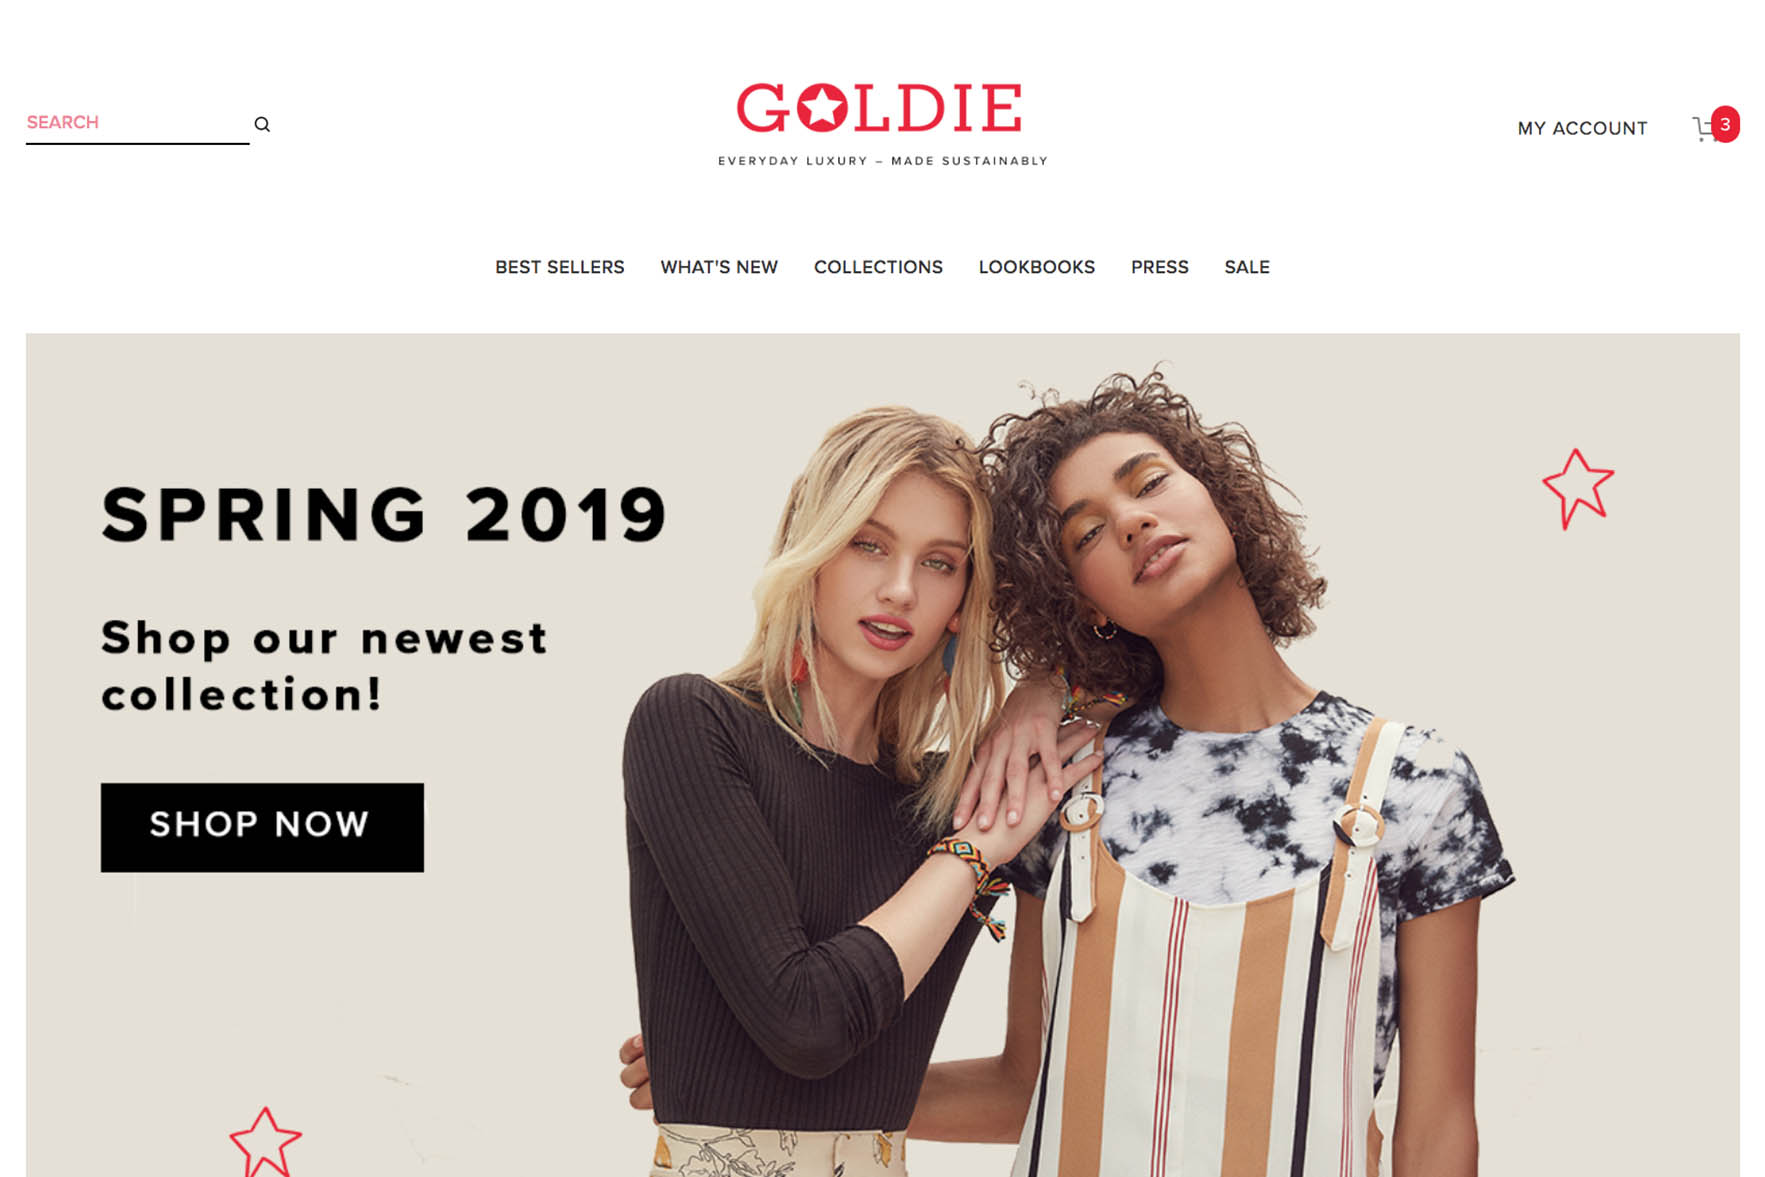 SEARCH
GOLDIE
EVERYDAY LUXURY – MADE SUSTAINABLY
MY ACCOUNT
3
BEST SELLERS WHAT'S NEW COLLECTIONS LOOKBOOKS PRESS SALE
SPRING 2019
Shop our newest
collection!
SHOP NOW